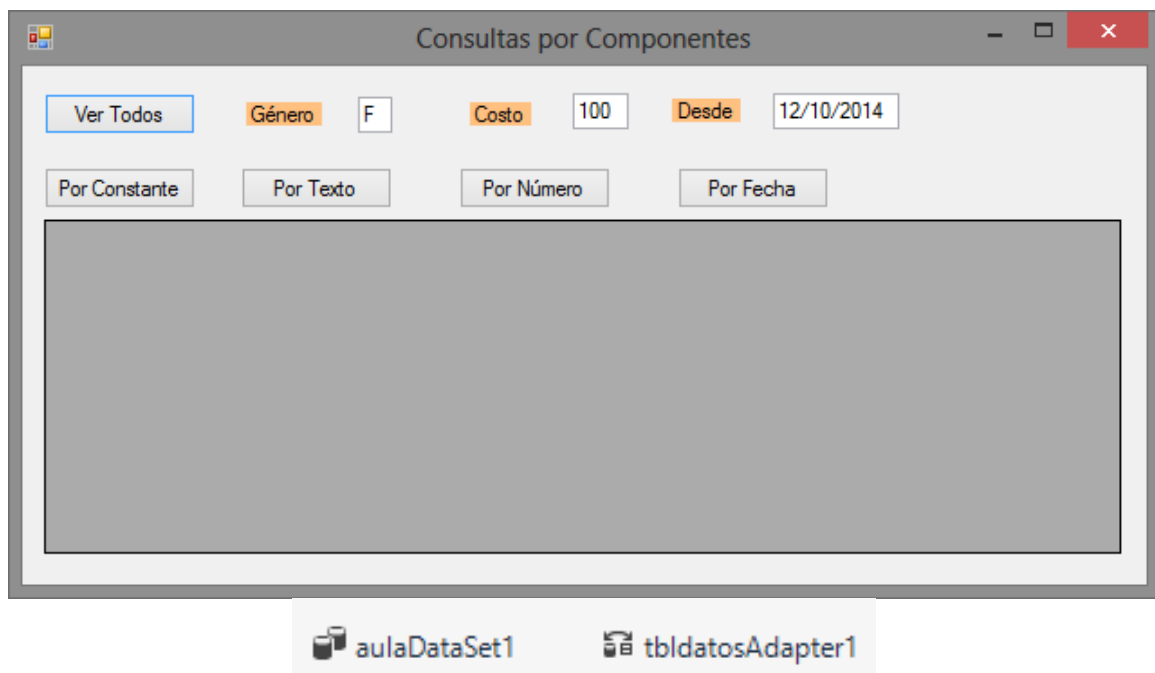 Consultas por Componentes
Ver Todos Género F Costo 100 Desde 12/10/2014
Por Constante Por Texto Por Número Por Fecha
aulaDataSet1 tbldatosAdapter1